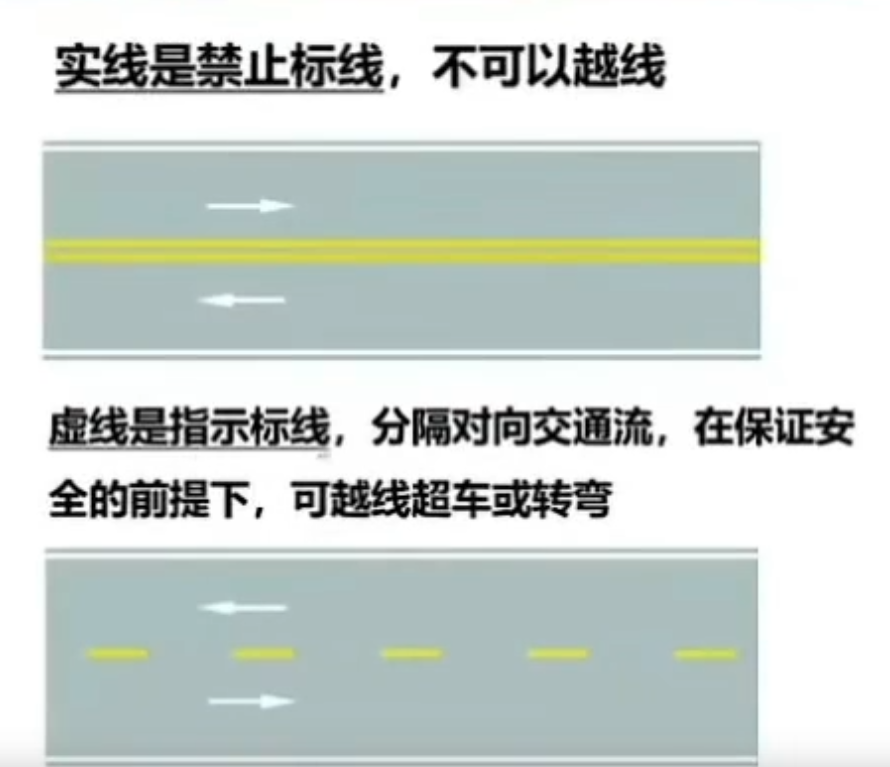 实线是禁止标线，不可以越线
虚线是指示标线，分隔对向交通流，在保证安
全的前提下，可越线超车或转弯